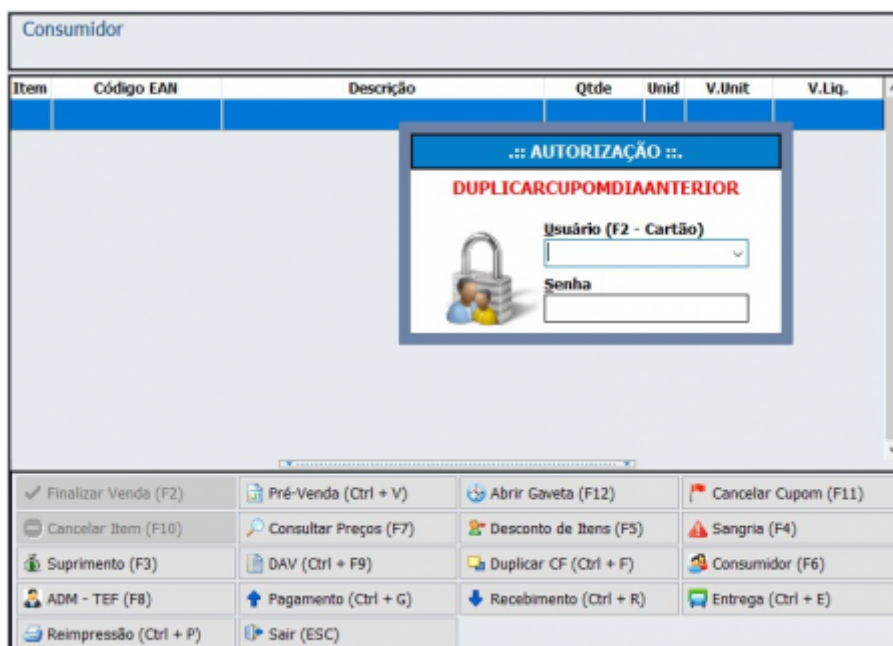 Consumidor
Item Código EAN Descrição Qtde Unid V.Unit V.Liq.
.:: AUTORIZAÇÃO ::.
DUPLICARCUPOMDIAANTERIOR
Usuário (F2 - Cartão)
Senha
Finalizar Venda (F2) Pré-Venda (Ctrl + V) Abrir Gaveta (F12) Cancelar Cupom (F11)
Cancelar Item (F10) Consultar Preços (F7) Desconto de Itens (F5) Sangria (F4)
Suprimento (F3) DAV (Ctrl + F9) Duplicar CF (Ctrl + F) Consumidor (F6)
ADM - TEF (F8) Pagamento (Ctrl + G) Recebimento (Ctrl + R) Entrega (Ctrl + E)
Reimpressão (Ctrl + P) Sair (ESC)